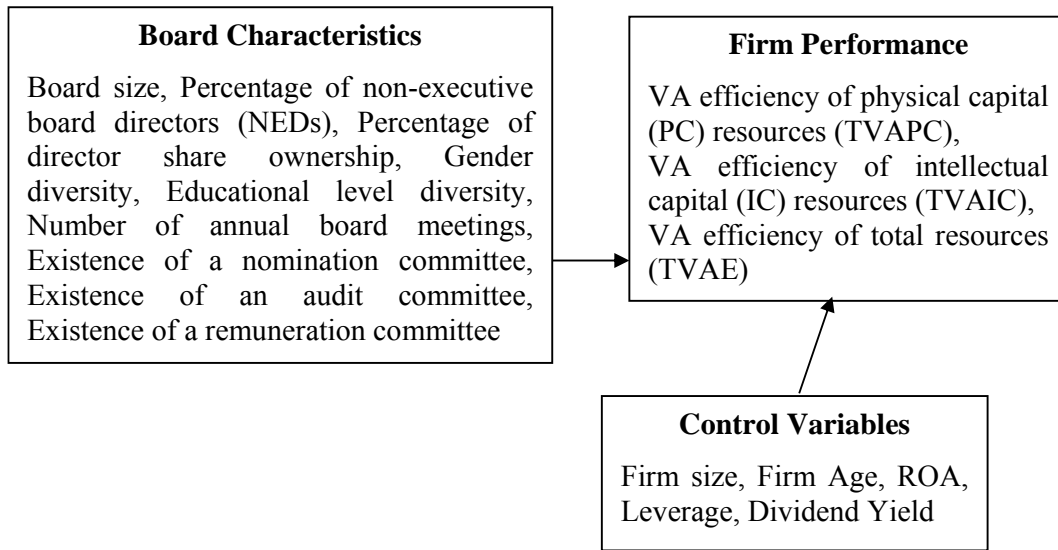 Board Characteristics
Board size, Percentage of non-executive
board directors (NEDs), Percentage of
director share ownership, Gender
diversity, Educational level diversity,
Number of annual board meetings,
Existence of a nomination committee,
Existence of an audit committee,
Existence of a remuneration committee
Firm Performance
VA efficiency of physical capital
(PC) resources (TVAPC),
VA efficiency of intellectual
capital (IC) resources (TVAIC),
VA efficiency of total resources
(TVAE)
Control Variables
Firm size, Firm Age, ROA,
Leverage, Dividend Yield